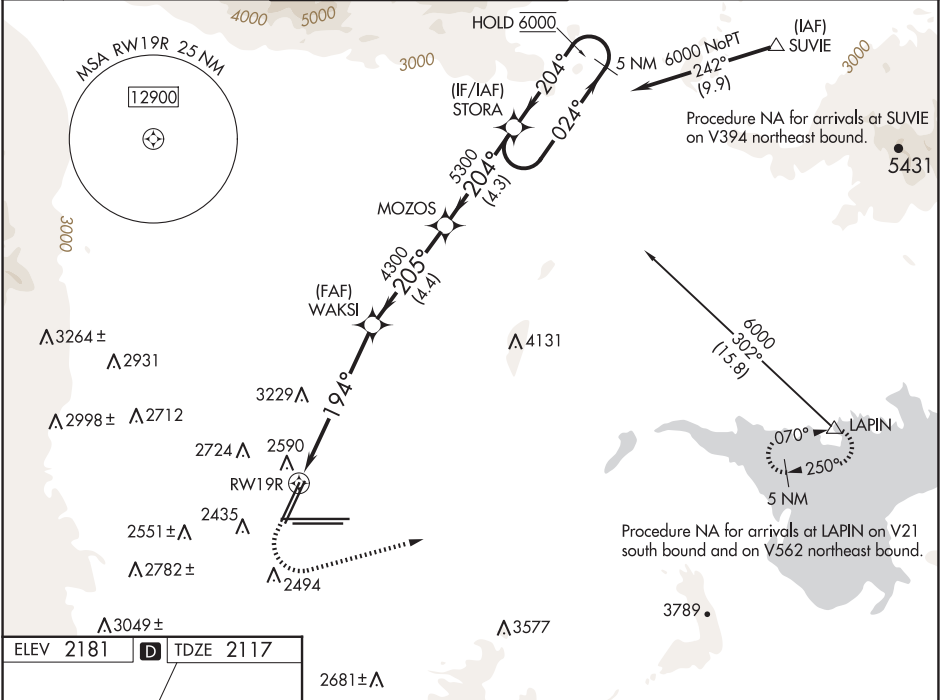 4000
5000
3000
HOLD 6000
(IAF)
SUVIE
5 NM 6000 NoPT
242°
(9.9)
3000
MSA RW19R 25 NM
12900
204°
024°
(IF/IAF)
STORA
Procedure NA for arrivals at SUVIE
on V394 northeast bound.
5431
5300
204°
(4.3)
MOZOS
3000
4300
205°
(4.4)
(FAF)
WAKSI
3264 ±
2931
4131
6000
302°
(15.8)
3229
194°
2998 ±
2712
LAPIN
070°
250°
5 NM
2724
2590
RW19R
2435
2551 ±
Procedure NA for arrivals at LAPIN on V21
south bound and on V562 northeast bound.
2782 ±
2494
3049 ±
3577
3789
ELEV 2181 D TDZE 2117
2681 ±